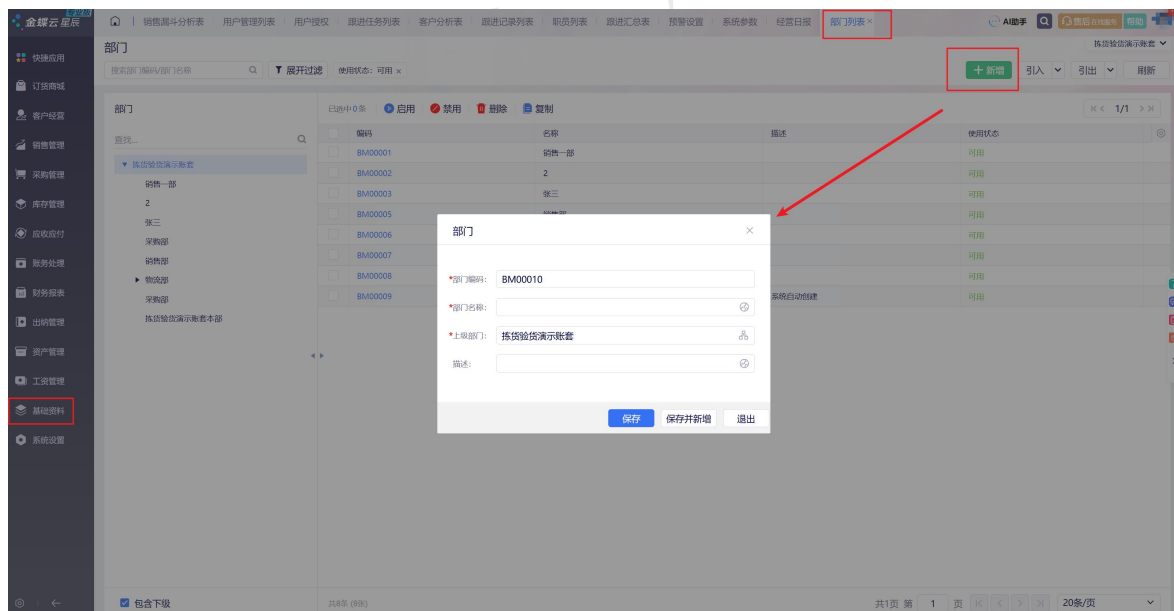 金蝶云星辰
专业版
销售漏斗分析表 用户管理列表 用户授权 跟进任务列表 客户分析表 跟进记录列表 职员列表 跟进汇总表 预警设置 系统参数 经营日报 部门列表 ×
AI助手 售后在线服务 帮助
部门
拣货验货演示账套
搜索部门编码/部门名称 展开过滤 使用状态：可用 ×
+ 新增 引入 引出 刷新
快捷应用
订货商城
客户经营
销售管理
采购管理
库存管理
应收应付
账务处理
财务报表
出纳管理
资产管理
工资管理
基础资料
系统设置
部门
查找...
拣货验货演示账套
销售一部
2
张三
采购部
销售部
物流部
采购部
拣货验货演示账套本部
包含下级
已选中0条 启用 禁用 删除 复制
1/1
编码 名称 描述 使用状态
BM00001 销售一部 可用
BM00002 2 可用
BM00003 张三 可用
BM00005 可用
BM00006 可用
BM00007 可用
BM00008 可用
BM00009 系统自动创建 可用
部门 ×
*部门编码： BM00010
*部门名称：
*上级部门： 拣货验货演示账套
描述：
保存 保存并新增 退出
共8条 (8张)
共1页 第 1 页 20条/页